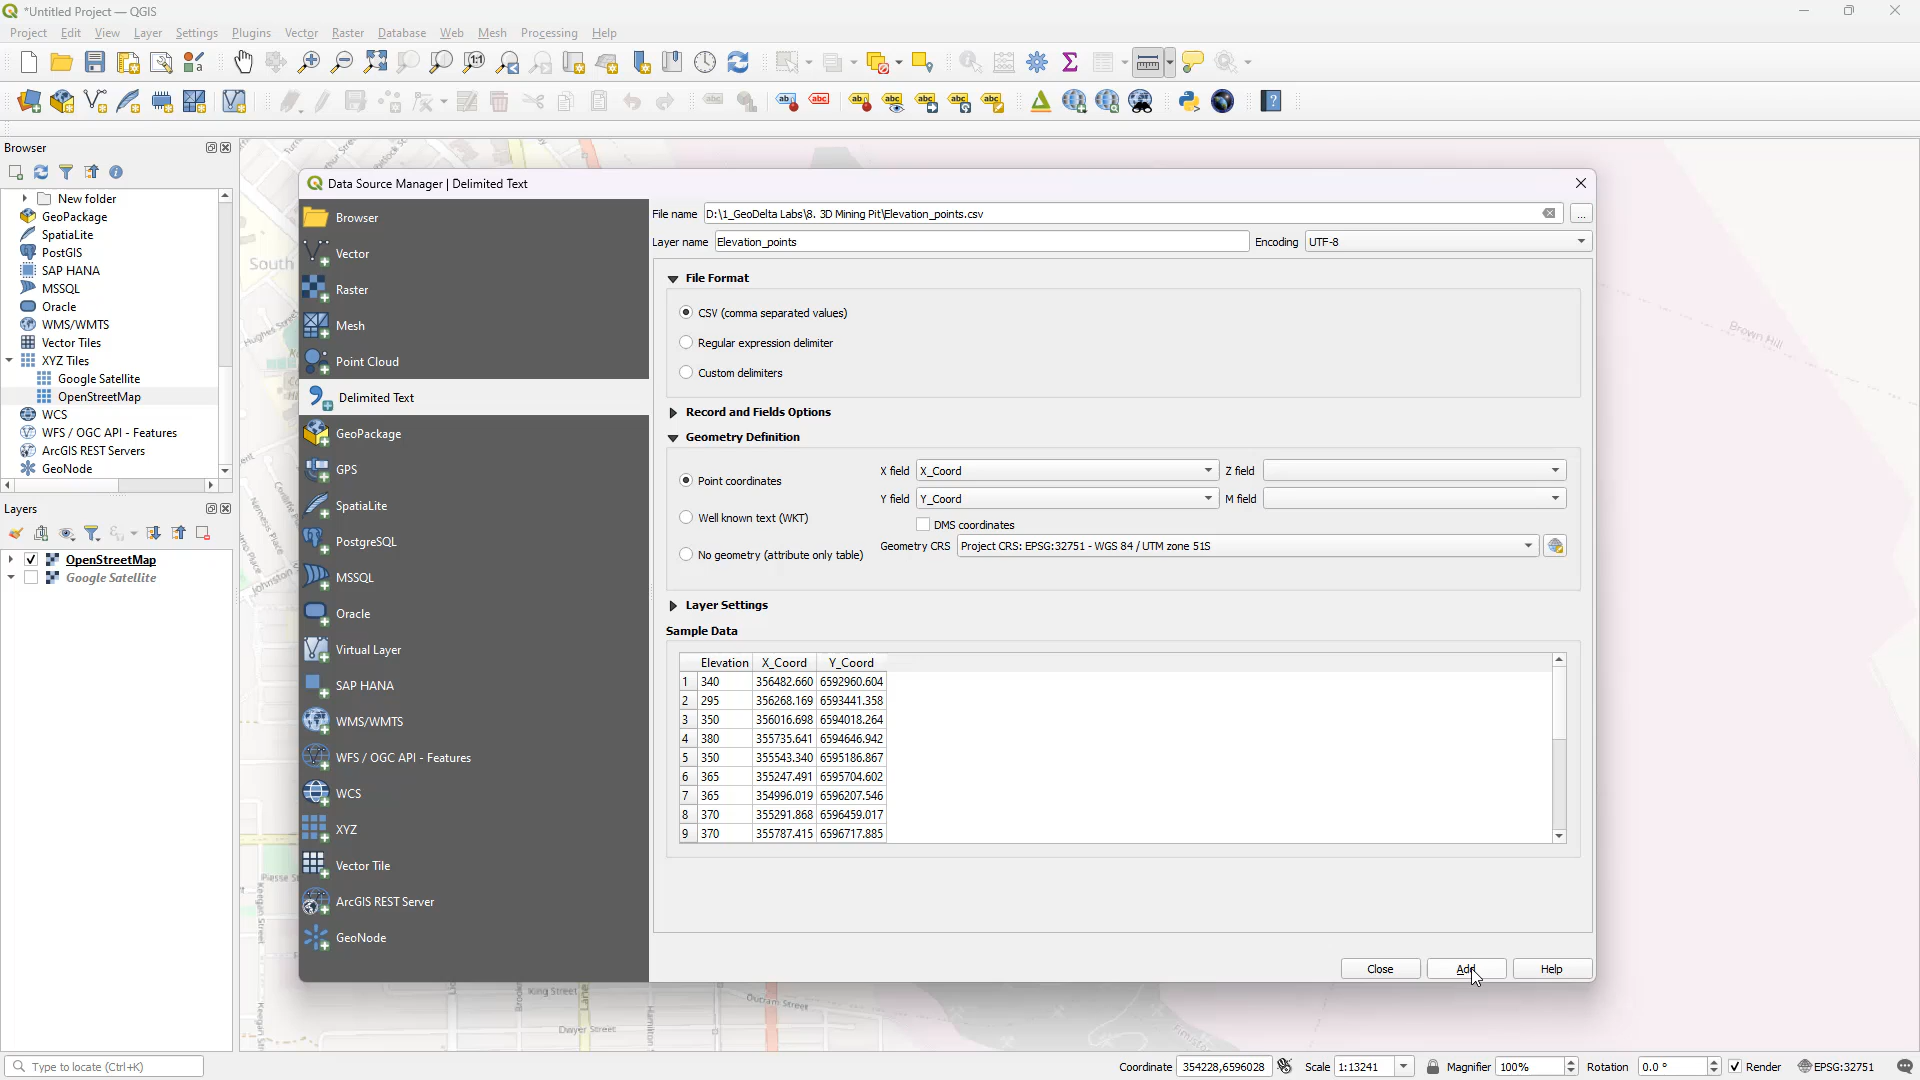 *Untitled Project — QGIS
Project Edit View Layer Settings Plugins Vector Raster Database Web Mesh Processing Help
Browser
New folder
GeoPackage
SpatiaLite
PostGIS
SAP HANA
MSSQL
Oracle
WMS/WMTS
Vector Tiles
XYZ Tiles
Google Satellite
OpenStreetMap
WCS
WFS / OGC API - Features
ArcGIS REST Servers
GeoNode
Layers
OpenStreetMap
Google Satellite
Data Source Manager | Delimited Text
Browser
Vector
Raster
Mesh
Point Cloud
Delimited Text
GeoPackage
GPS
SpatiaLite
PostgreSQL
MSSQL
Oracle
Virtual Layer
SAP HANA
WMS/WMTS
WFS / OGC API - Features
WCS
XYZ
Vector Tile
ArcGIS REST Server
GeoNode
File name D:\1_GeoDelta Labs\8. 3D Mining Pit\Elevation_points.csv ...
Layer name Elevation_points Encoding UTF-8
File Format
CSV (comma separated values)
Regular expression delimiter
Custom delimiters
Record and Fields Options
Geometry Definition
Point coordinates X field X_Coord Z field
Y field Y_Coord M field
Well known text (WKT) DMS coordinates
No geometry (attribute only table) Geometry CRS Project CRS: EPSG:32751 - WGS 84 / UTM zone 51S
Layer Settings
Sample Data
Elevation X_Coord Y_Coord
1 340 356482.660 6592960.604
2 295 356268.169 6593441.358
3 350 356016.698 6594018.264
4 380 355735.641 6594646.942
5 350 355543.340 6595186.867
6 365 355247.491 6595704.602
7 365 354996.019 6596207.546
8 370 355291.868 6596459.017
9 370 355787.415 6596717.885
Close Add Help
South
Hughes Street
Brown Hill
Nemesis Place
Johnston
Piesse Street
Keegan Street
King Street
Lane
Outram Street
Dwyer Street
Hamilton
Type to locate (Ctrl+K) Coordinate 354228,6596028 Scale 1:13241 Magnifier 100% Rotation 0.0 ° Render EPSG:32751